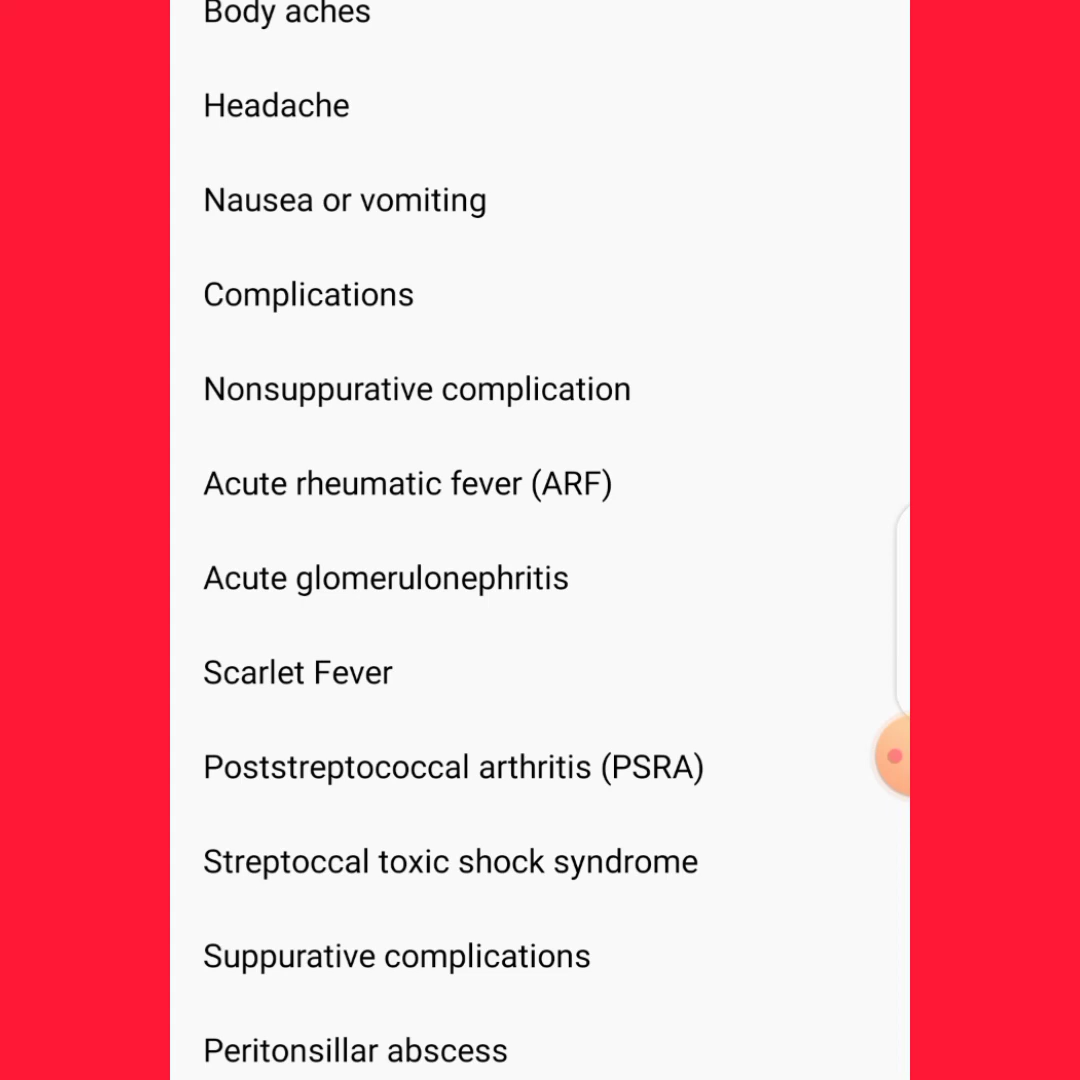 Body aches
Headache
Nausea or vomiting
Complications
Nonsuppurative complication
Acute rheumatic fever (ARF)
Acute glomerulonephritis
Scarlet Fever
Poststreptococcal arthritis (PSRA)
Streptoccal toxic shock syndrome
Suppurative complications
Peritonsillar abscess